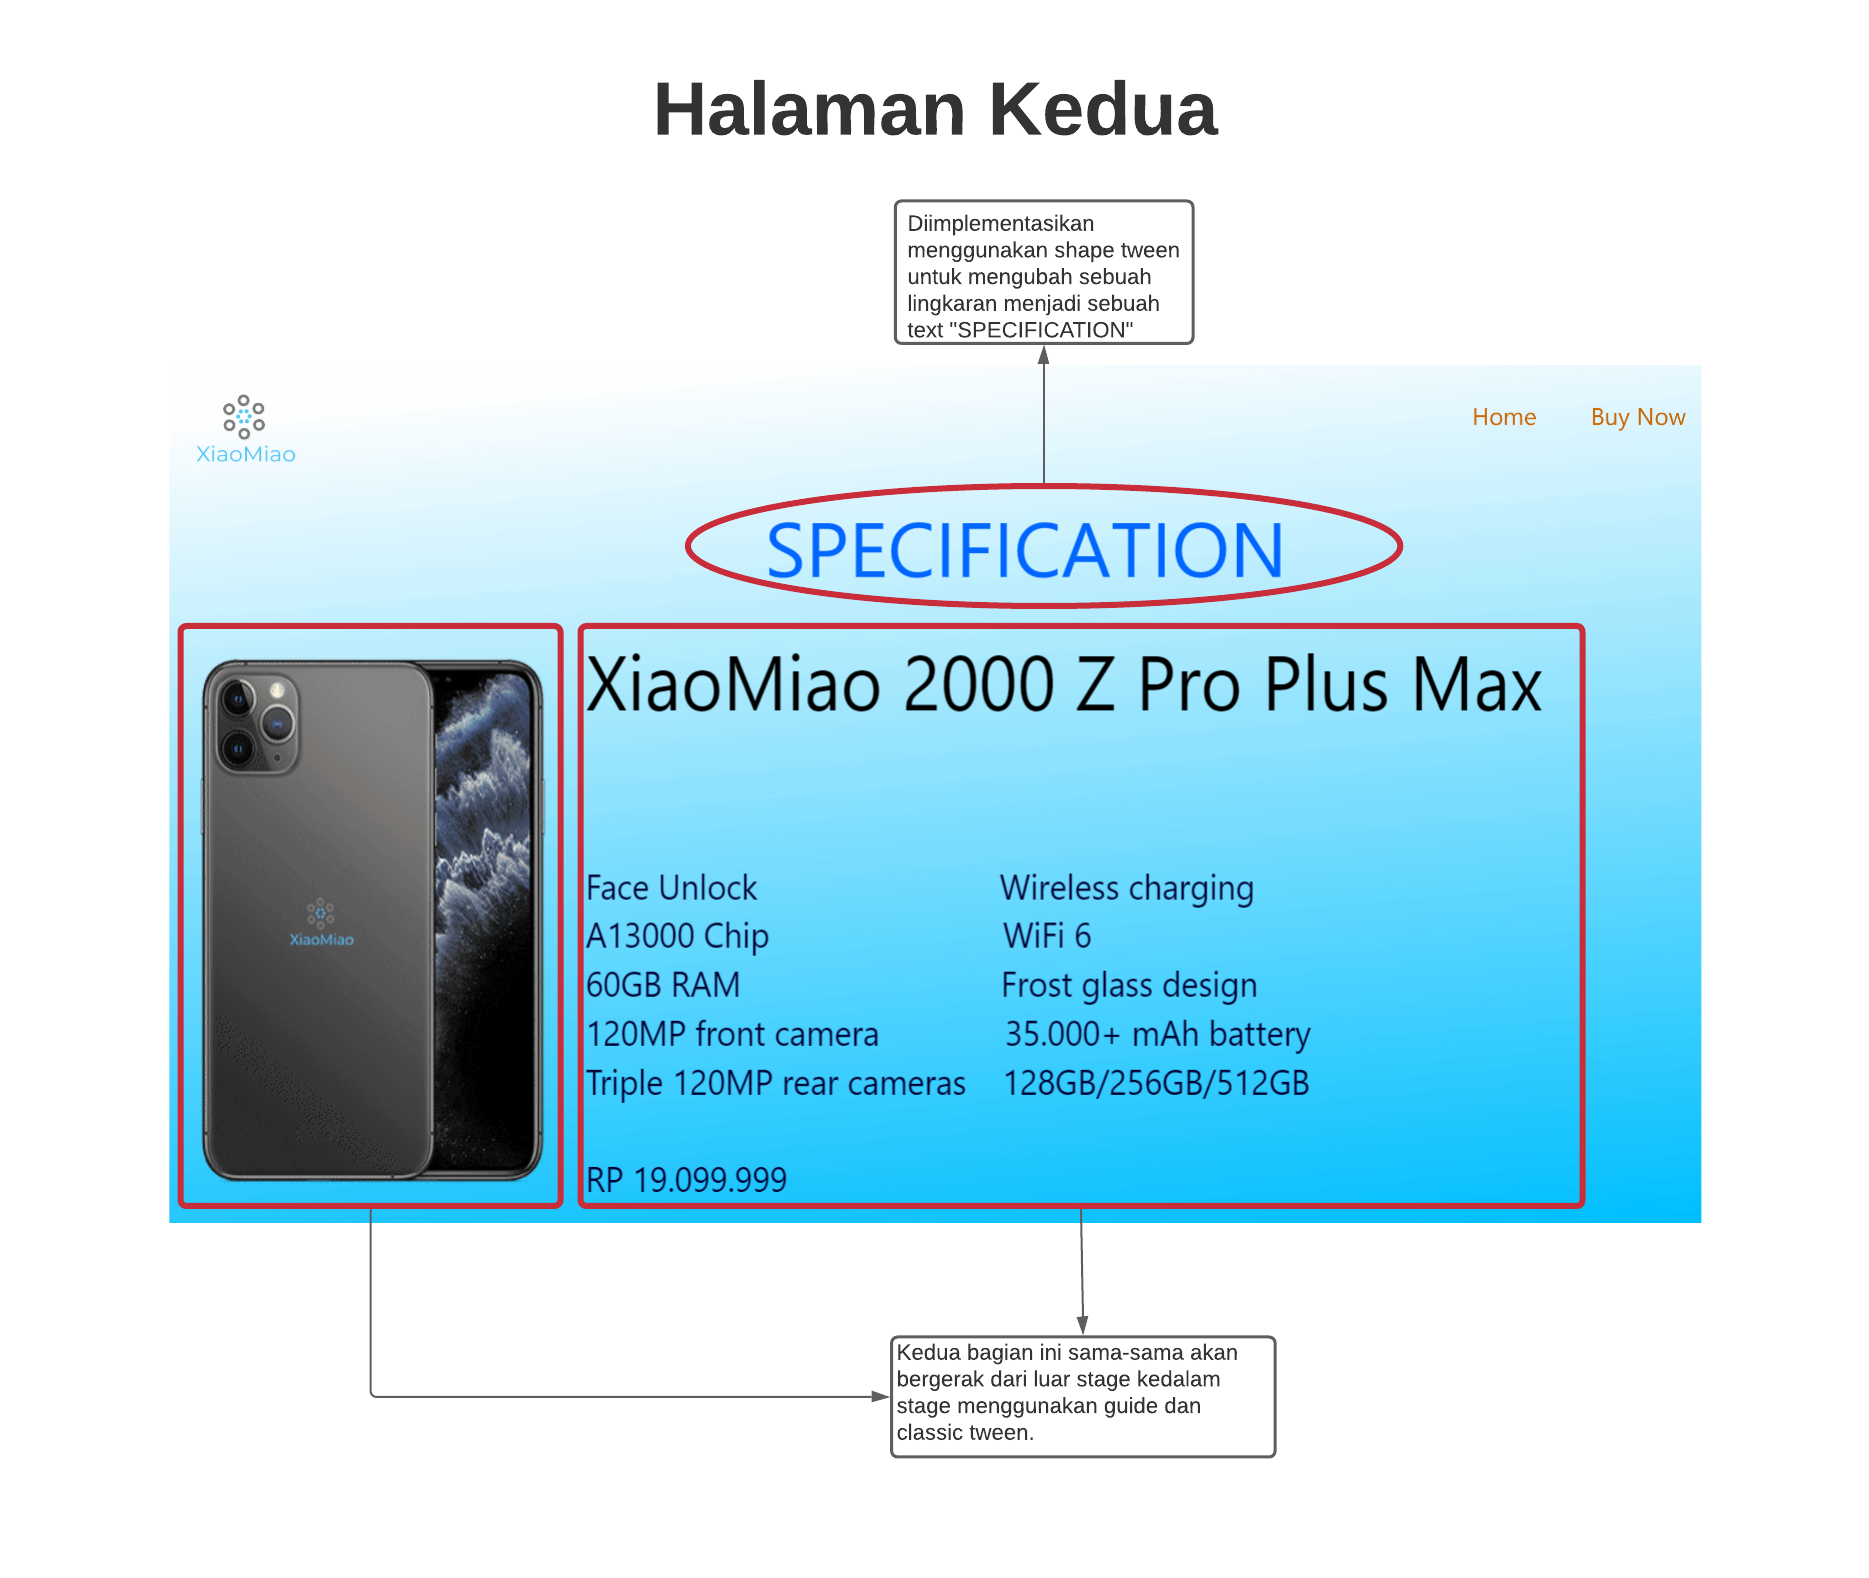 Halaman Kedua
Diimplementasikan
menggunakan shape tween
untuk mengubah sebuah
lingkaran menjadi sebuah
text "SPECIFICATION"
XiaoMiao
Home
Buy Now
SPECIFICATION
XiaoMiao 2000 Z Pro Plus Max
XiaoMiao
Face Unlock
A13000 Chip
60GB RAM
120MP front camera
Triple 120MP rear cameras
Wireless charging
WiFi 6
Frost glass design
35.000+ mAh battery
128GB/256GB/512GB
RP 19.099.999
Kedua bagian ini sama-sama akan
bergerak dari luar stage kedalam
stage menggunakan guide dan
classic tween.